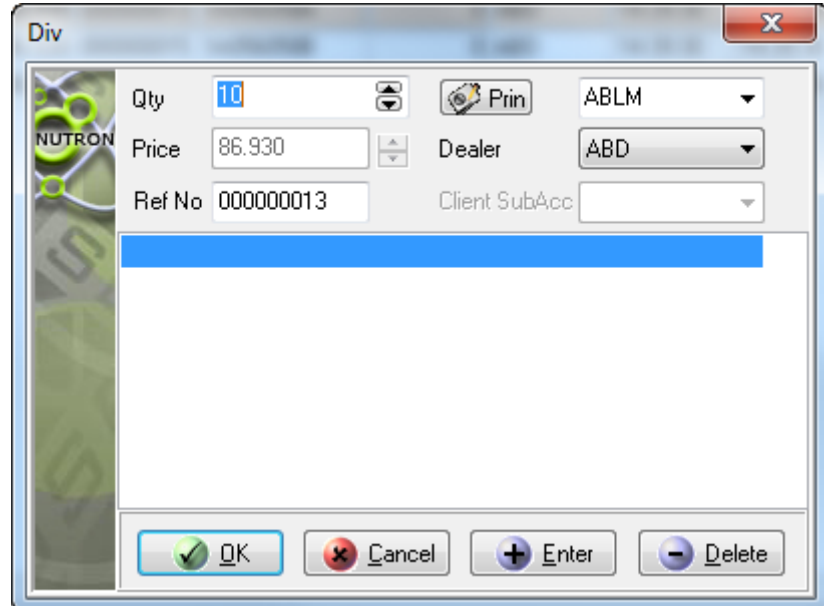 Div
Qty 10 Prin ABLM
NUTRON
Price 86.930 Dealer ABD
Ref No 000000013 Client SubAcc
OK Cancel Enter Delete